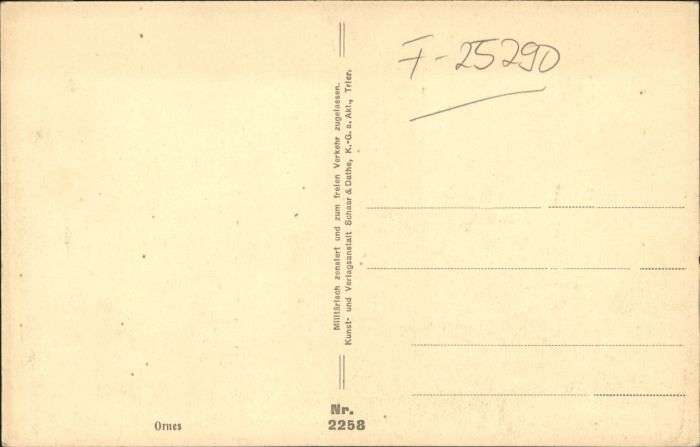 F-25290
Militärisch zensiert und zum freien Verkehr zugelassen.
Kunst- und Verlagsanstalt Schaar & Dathe, K.-G. a. Akt., Trier.
Ornes
Nr.
2258